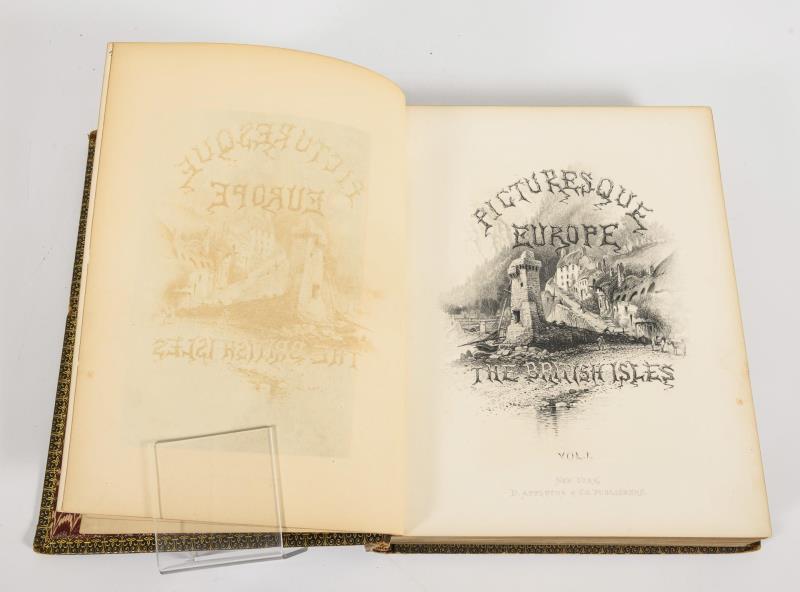 PICTURESQUE
EUROPE
THE BRITISH ISLES
VOL. I.
NEW YORK,
D. APPLETON & CO. PUBLISHERS.